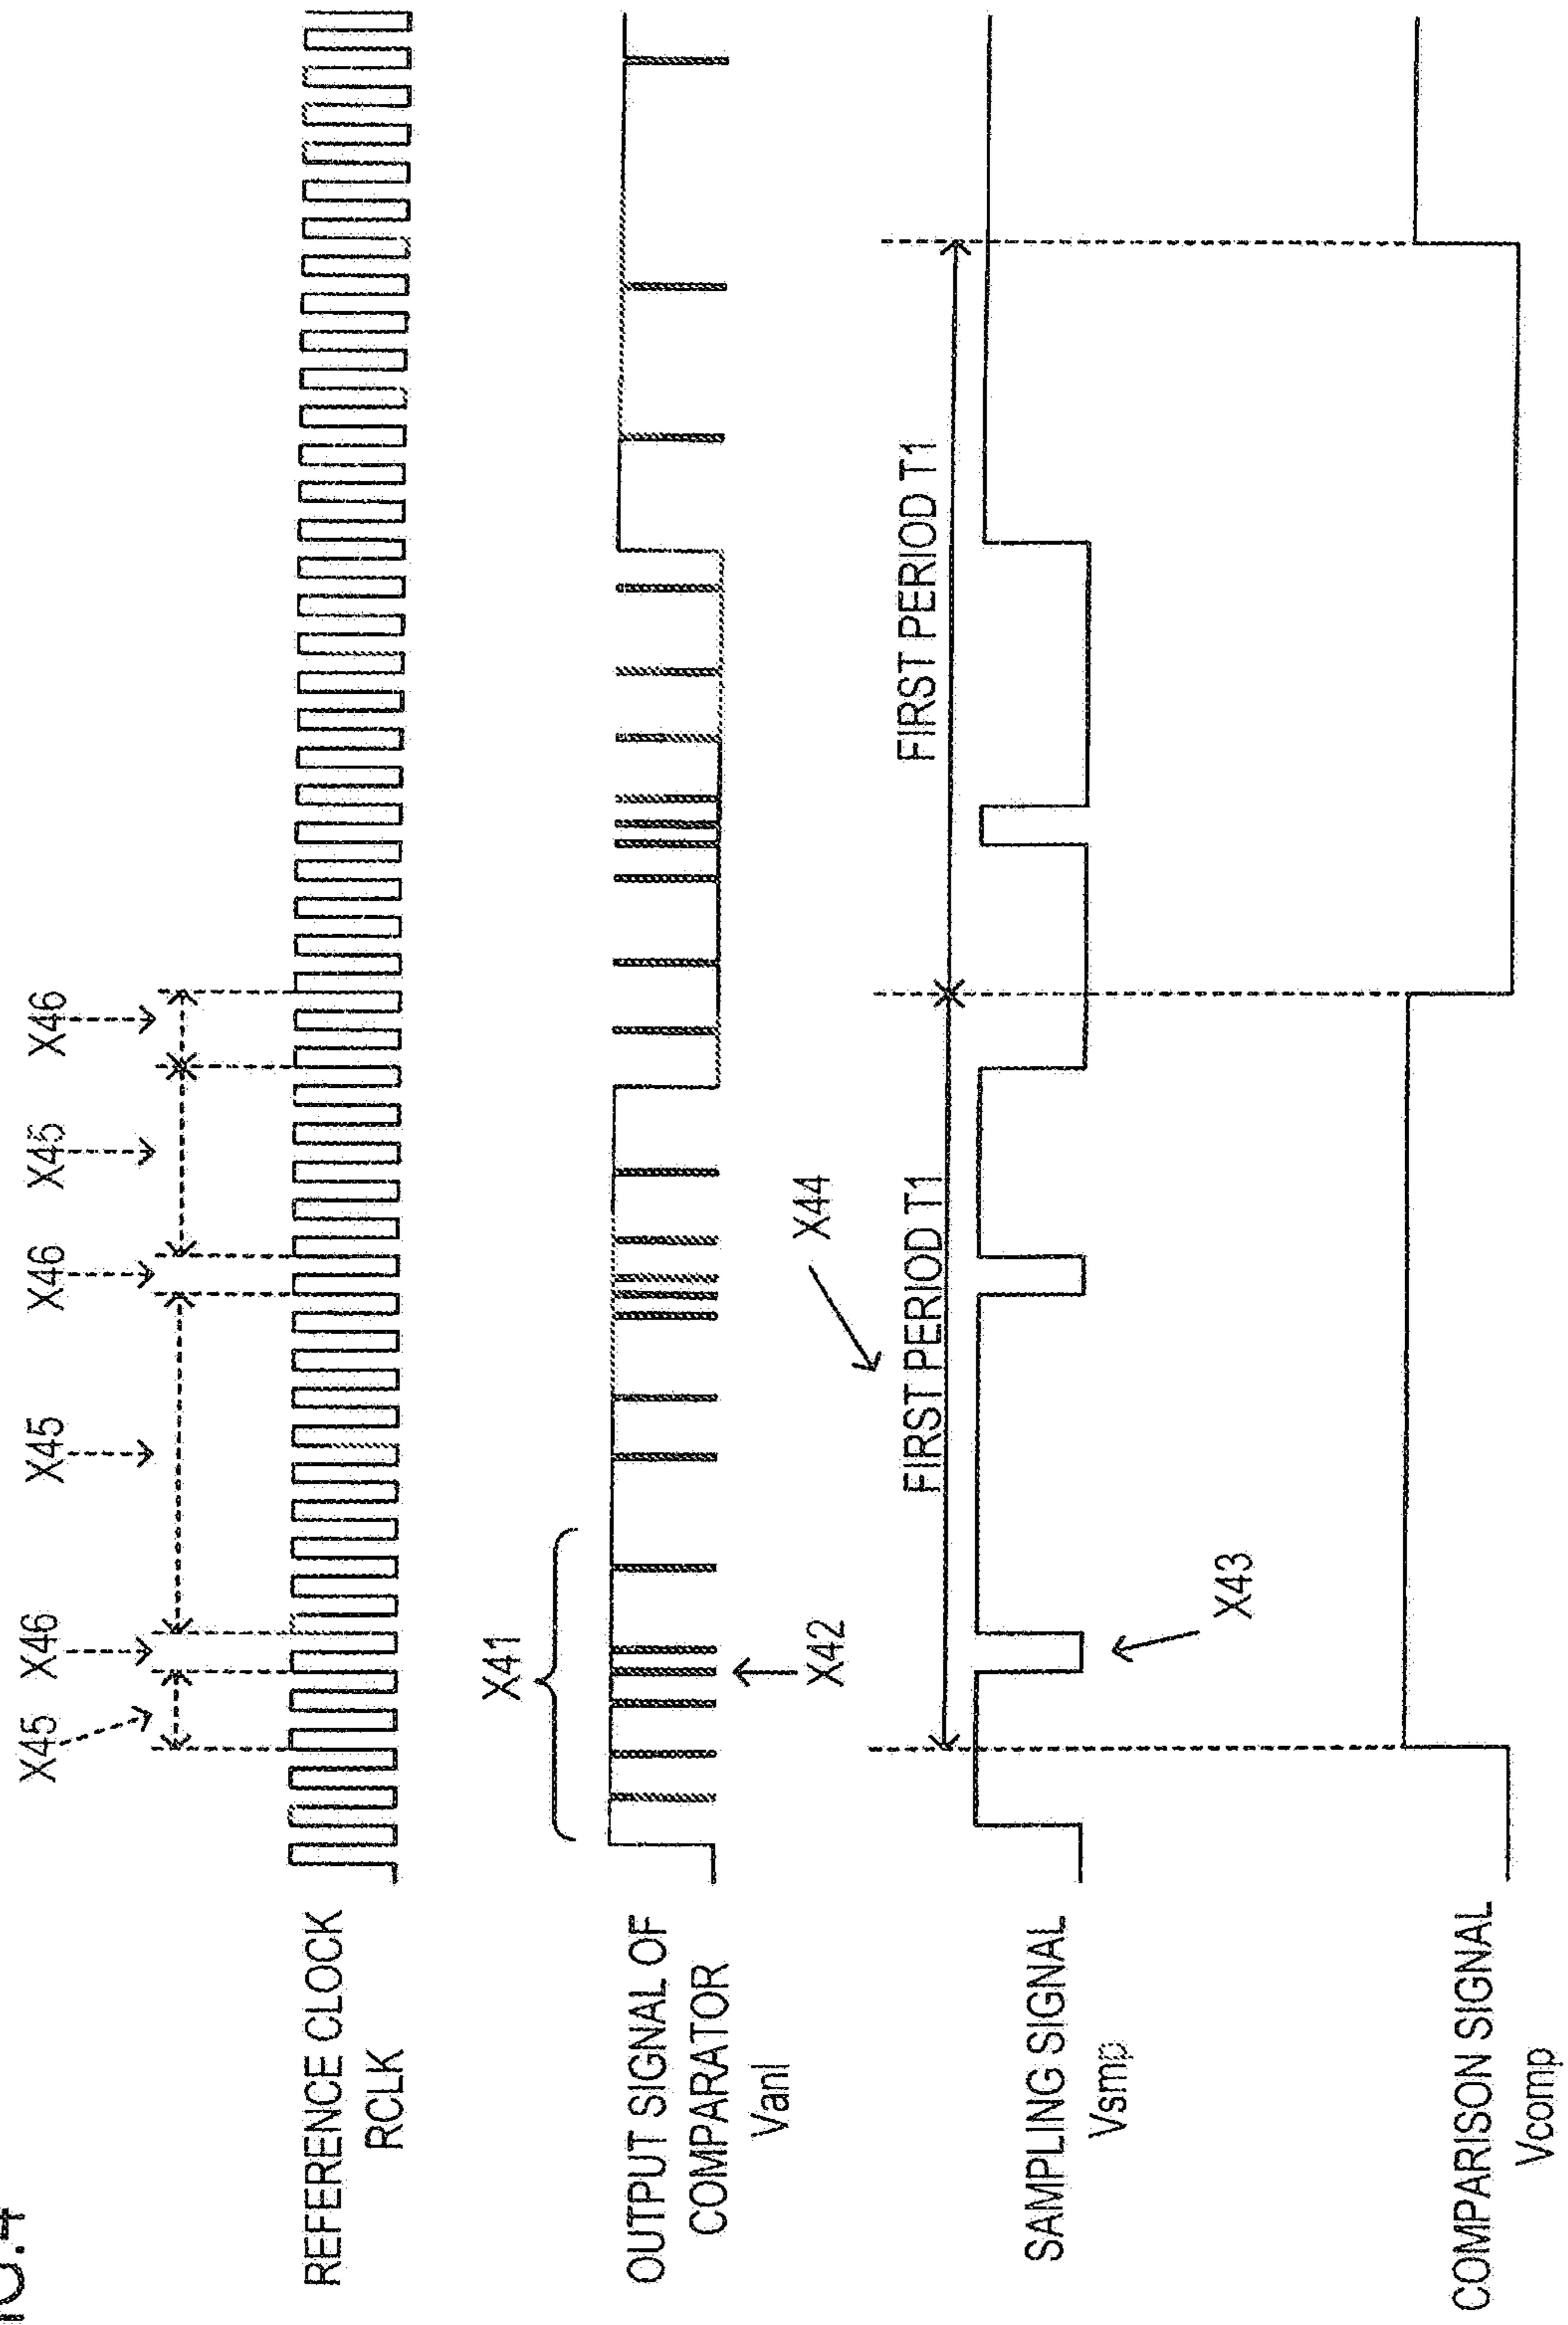 X45
X46
X45
X46
X45
X46
REFERENCE CLOCK
RCLK
X41
OUTPUT SIGNAL OF
COMPARATOR
Vanl
X42
X44
FIRST PERIOD T1
FIRST PERIOD T1
SAMPLING SIGNAL
Vsmp
X43
COMPARISON SIGNAL
Vcomp